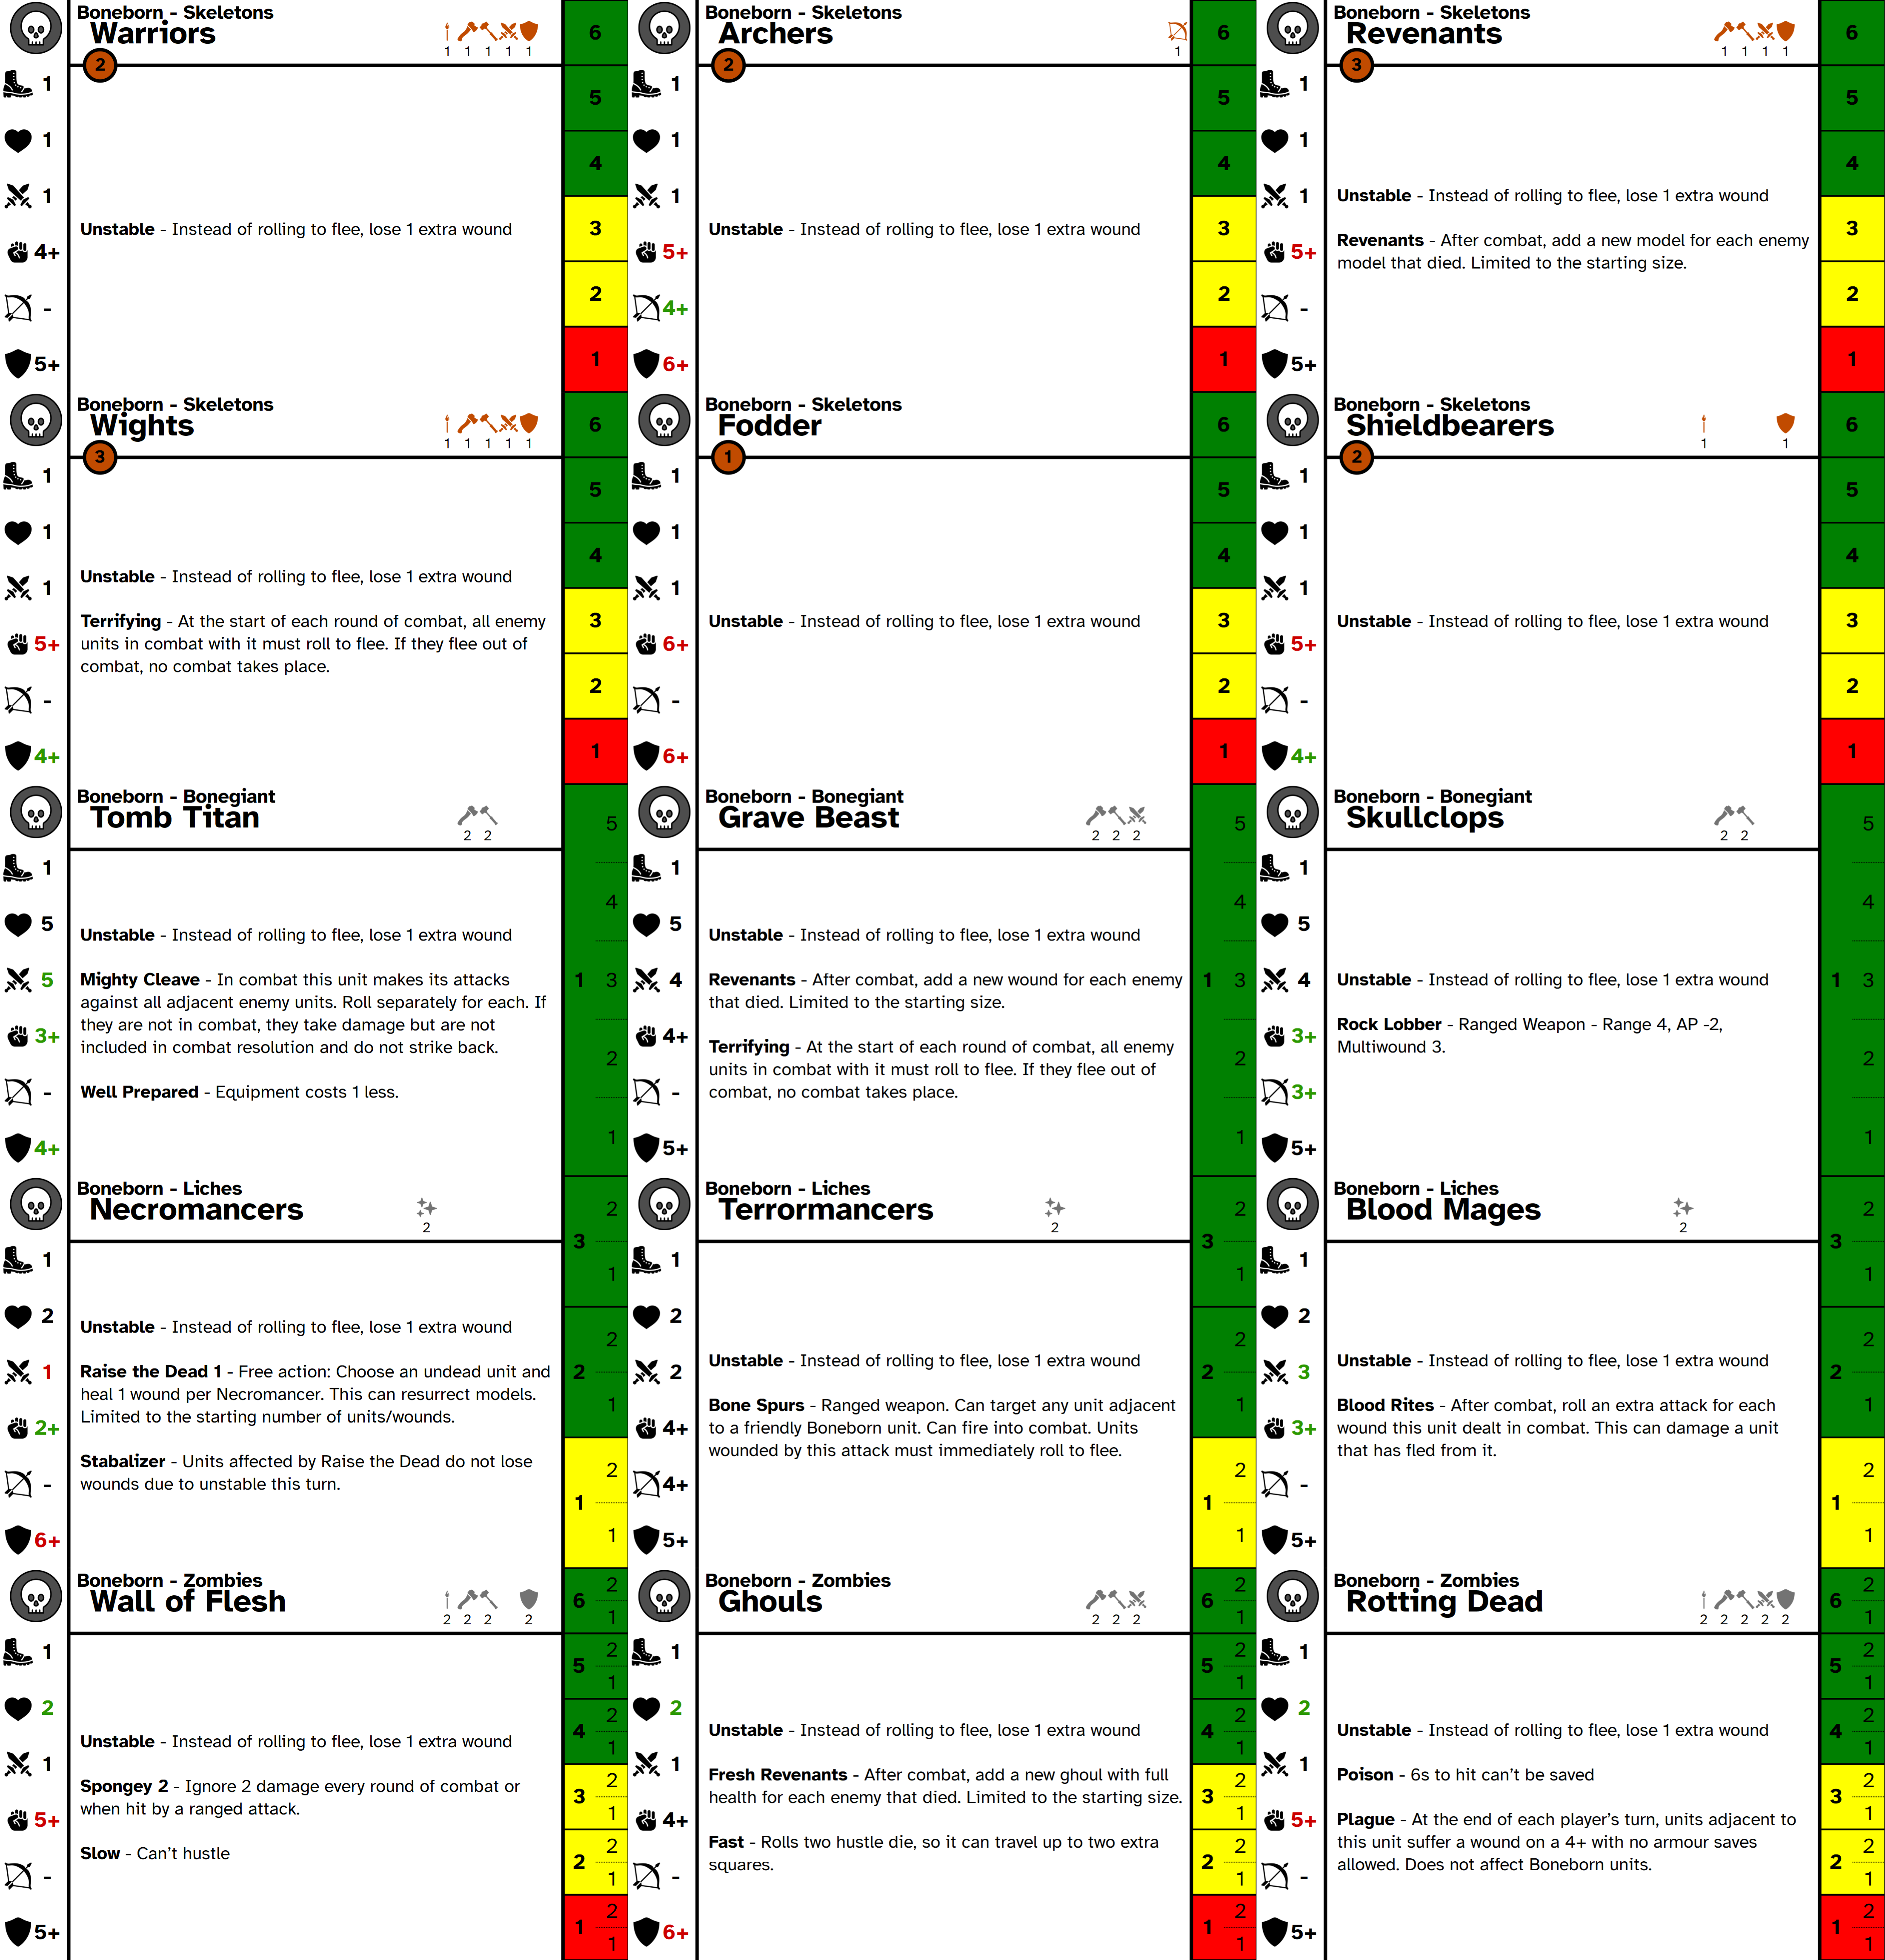 Boneborn - Skeletons
Warriors
1 1 1 1 1
2
1
1
1
4+
-
5+
Unstable - Instead of rolling to flee, lose 1 extra wound
6
5
4
3
2
1
Boneborn - Skeletons
Archers
1
2
1
1
1
5+
4+
6+
Unstable - Instead of rolling to flee, lose 1 extra wound
6
5
4
3
2
1
Boneborn - Skeletons
Revenants
1 1 1 1
3
1
1
1
5+
-
5+
Unstable - Instead of rolling to flee, lose 1 extra wound
Revenants - After combat, add a new model for each enemy
model that died. Limited to the starting size.
6
5
4
3
2
1
Boneborn - Skeletons
Wights
1 1 1 1 1
3
1
1
1
5+
-
4+
Unstable - Instead of rolling to flee, lose 1 extra wound
Terrifying - At the start of each round of combat, all enemy
units in combat with it must roll to flee. If they flee out of
combat, no combat takes place.
6
5
4
3
2
1
Boneborn - Skeletons
Fodder
1
1
1
1
6+
-
6+
Unstable - Instead of rolling to flee, lose 1 extra wound
6
5
4
3
2
1
Boneborn - Skeletons
Shieldbearers
1 1
2
1
1
1
5+
-
4+
Unstable - Instead of rolling to flee, lose 1 extra wound
6
5
4
3
2
1
Boneborn - Bonegiant
Tomb Titan
2 2
1
5
5
3+
-
4+
Unstable - Instead of rolling to flee, lose 1 extra wound
Mighty Cleave - In combat this unit makes its attacks
against all adjacent enemy units. Roll separately for each. If
they are not in combat, they take damage but are not
included in combat resolution and do not strike back.
Well Prepared - Equipment costs 1 less.
5
4
1 3
2
1
Boneborn - Bonegiant
Grave Beast
2 2 2
1
5
4
4+
-
5+
Unstable - Instead of rolling to flee, lose 1 extra wound
Revenants - After combat, add a new wound for each enemy
that died. Limited to the starting size.
Terrifying - At the start of each round of combat, all enemy
units in combat with it must roll to flee. If they flee out of
combat, no combat takes place.
5
4
1 3
2
1
Boneborn - Bonegiant
Skullclops
2 2
1
5
4
3+
3+
5+
Unstable - Instead of rolling to flee, lose 1 extra wound
Rock Lobber - Ranged Weapon - Range 4, AP -2,
Multiwound 3.
5
4
1 3
2
1
Boneborn - Liches
Necromancers
2
1
2
1
2+
-
6+
Unstable - Instead of rolling to flee, lose 1 extra wound
Raise the Dead 1 - Free action: Choose an undead unit and
heal 1 wound per Necromancer. This can resurrect models.
Limited to the starting number of units/wounds.
Stabalizer - Units affected by Raise the Dead do not lose
wounds due to unstable this turn.
3
2
1
2
2
1
1
2
1
Boneborn - Liches
Terrormancers
2
1
2
2
4+
4+
5+
Unstable - Instead of rolling to flee, lose 1 extra wound
Bone Spurs - Ranged weapon. Can target any unit adjacent
to a friendly Boneborn unit. Can fire into combat. Units
wounded by this attack must immediately roll to flee.
3
2
1
2
2
1
1
2
1
Boneborn - Liches
Blood Mages
2
1
2
3
3+
-
5+
Unstable - Instead of rolling to flee, lose 1 extra wound
Blood Rites - After combat, roll an extra attack for each
wound this unit dealt in combat. This can damage a unit
that has fled from it.
3
2
1
2
2
1
1
2
1
Boneborn - Zombies
Wall of Flesh
2 2 2 2
1
2
1
5+
-
5+
Unstable - Instead of rolling to flee, lose 1 extra wound
Spongey 2 - Ignore 2 damage every round of combat or
when hit by a ranged attack.
Slow - Can't hustle
6
2
1
5
2
1
4
2
1
3
2
1
2
2
1
1
2
1
Boneborn - Zombies
Ghouls
2 2 2
1
2
1
4+
-
6+
Unstable - Instead of rolling to flee, lose 1 extra wound
Fresh Revenants - After combat, add a new ghoul with full
health for each enemy that died. Limited to the starting size.
Fast - Rolls two hustle die, so it can travel up to two extra
squares.
6
2
1
5
2
1
4
2
1
3
2
1
2
2
1
1
2
1
Boneborn - Zombies
Rotting Dead
2 2 2 2 2
1
2
1
5+
-
5+
Unstable - Instead of rolling to flee, lose 1 extra wound
Poison - 6s to hit can't be saved
Plague - At the end of each player's turn, units adjacent to
this unit suffer a wound on a 4+ with no armour saves
allowed. Does not affect Boneborn units.
6
2
1
5
2
1
4
2
1
3
2
1
2
2
1
1
2
1